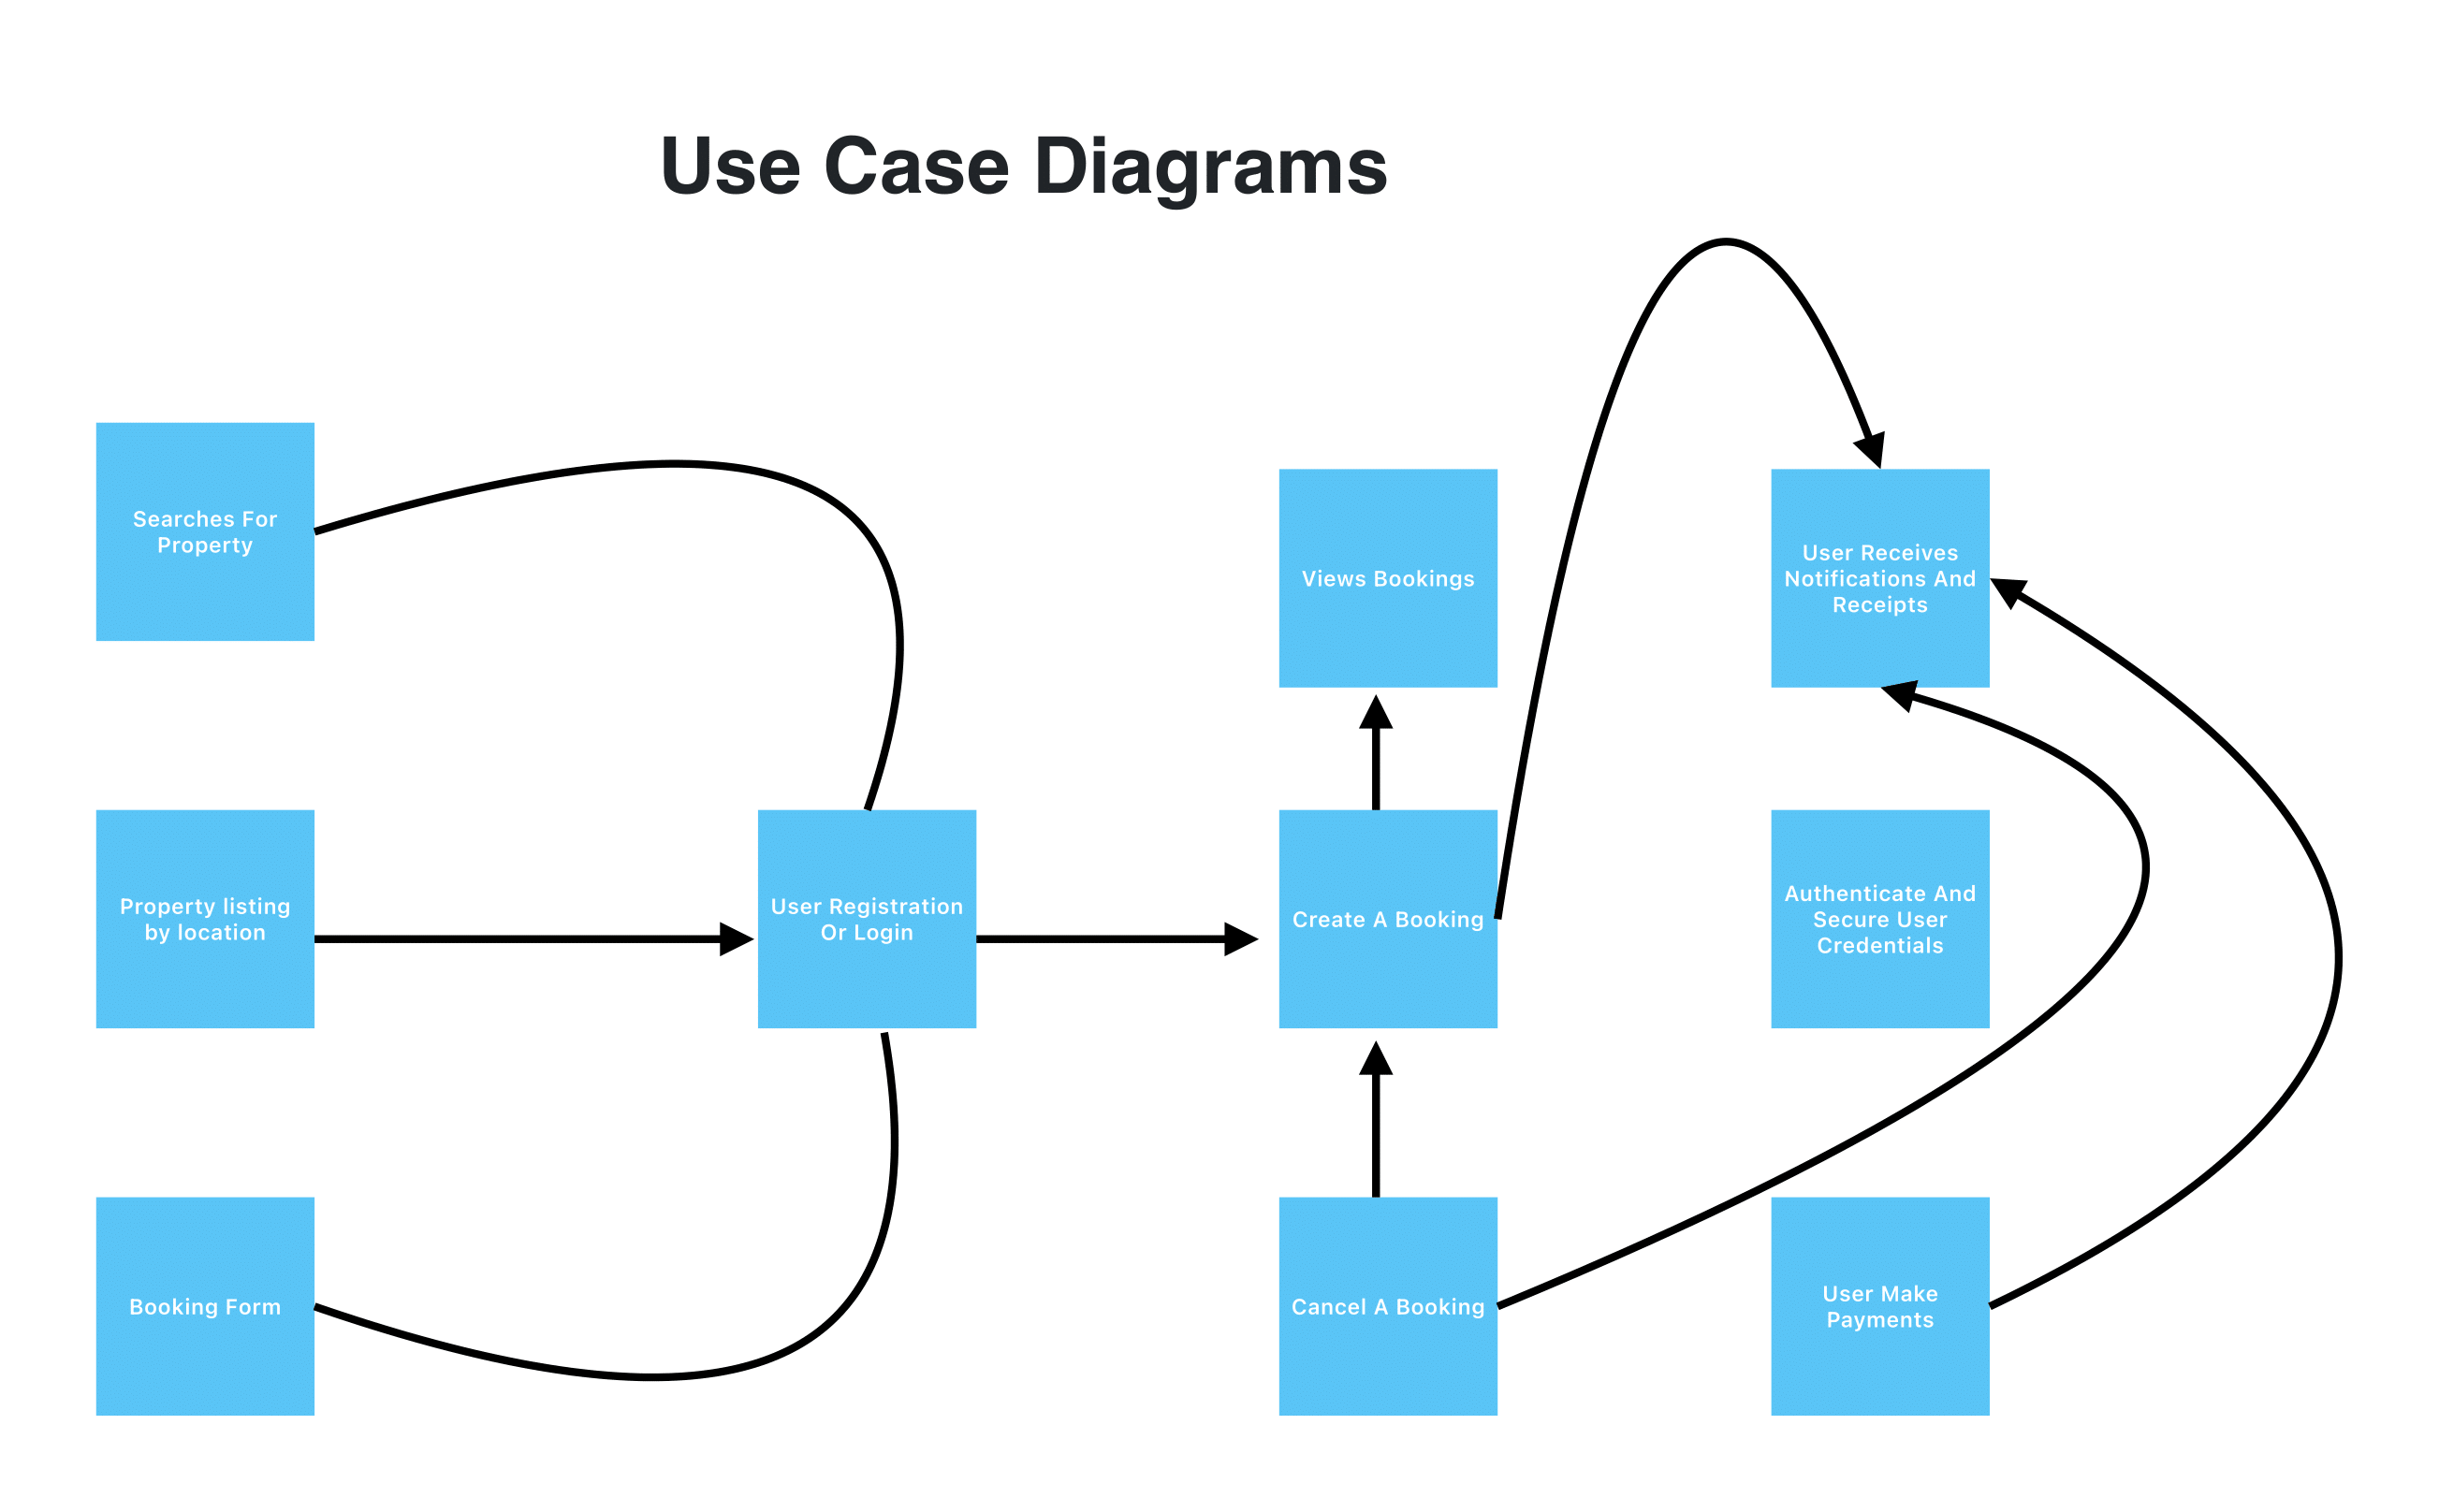 Use Case Diagrams
Searches For
Property
Views Bookings
User Receives
Notifications And
Receipts
Property listing
by location
User Registration
Or Login
Create A Booking
Authenticate And
Secure User
Credentials
Booking Form
Cancel A Booking
User Make
Payments